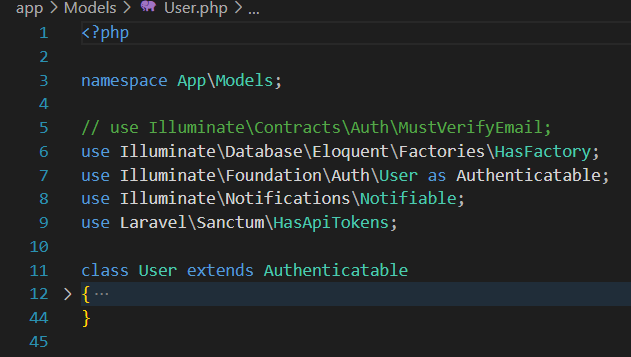 app > Models > User.php > ...
1 <?php
2
3 namespace App\Models;
4
5 // use Illuminate\Contracts\Auth\MustVerifyEmail;
6 use Illuminate\Database\Eloquent\Factories\HasFactory;
7 use Illuminate\Foundation\Auth\User as Authenticatable;
8 use Illuminate\Notifications\Notifiable;
9 use Laravel\Sanctum\HasApiTokens;
10
11 class User extends Authenticatable
12 > { ...
44 }
45